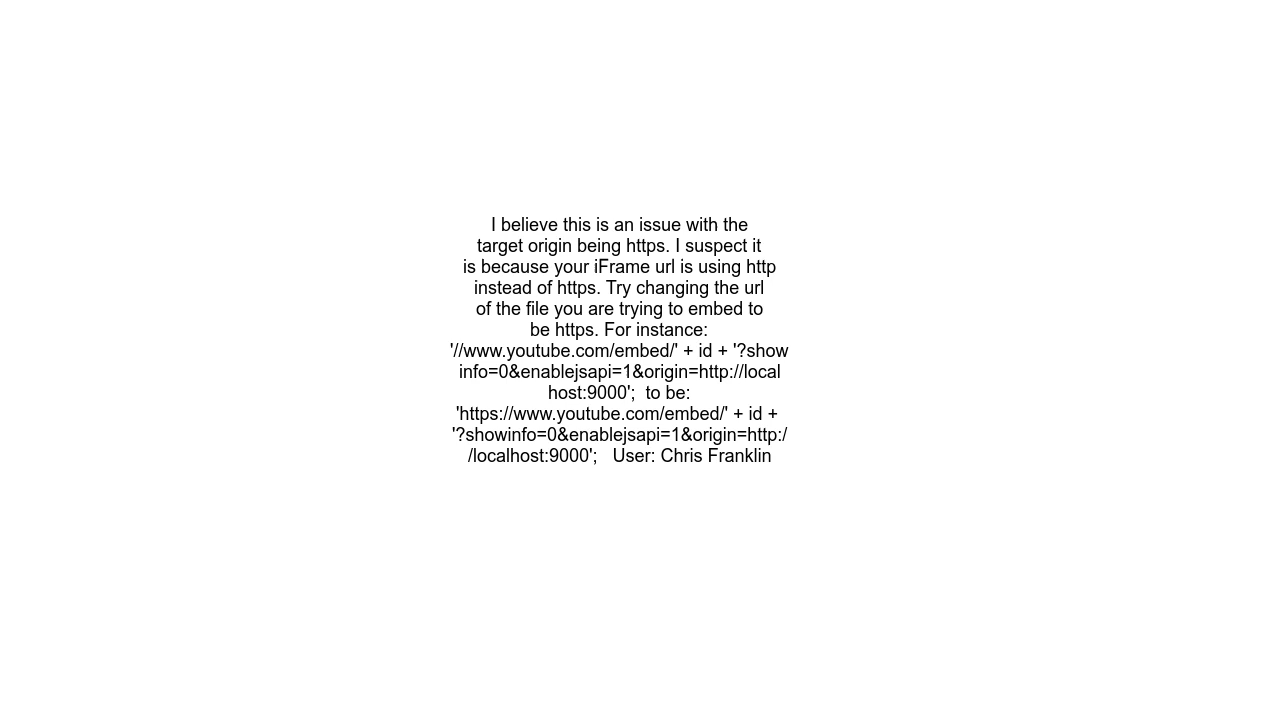 I believe this is an issue with the
target origin being https. I suspect it
is because your iFrame url is using http
instead of https. Try changing the url
of the file you are trying to embed to
be https. For instance:
'//www.youtube.com/embed/' + id + '?show
info=0&enablejsapi=1&origin=http://local
host:9000';  to be:
'https://www.youtube.com/embed/' + id +
'?showinfo=0&enablejsapi=1&origin=http:/
/localhost:9000';   User: Chris Franklin